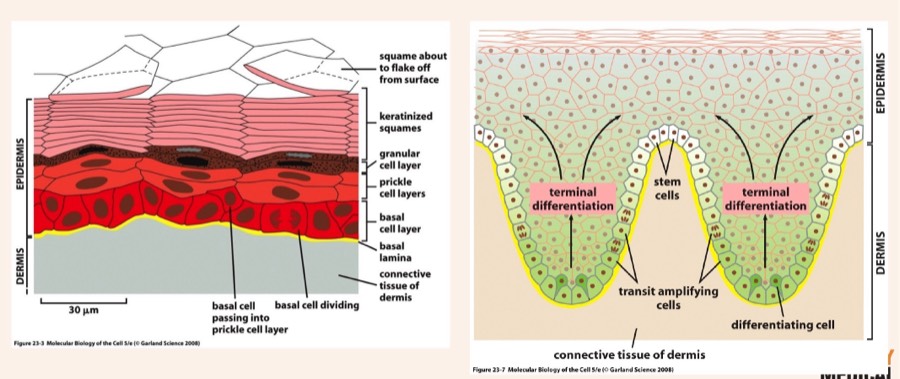 squame about
to flake off
from surface
EPIDERMIS
keratinized
squames
granular
cell layer
prickle
cell layers
basal
cell layer
DERMIS
basal
lamina
connective
tissue of
dermis
30 μm
basal cell
passing into
prickle cell layer
basal cell dividing
Figure 23-3 Molecular Biology of the Cell 5/e (© Garland Science 2008)
EPIDERMIS
stem
cells
terminal
differentiation
terminal
differentiation
DERMIS
transit amplifying
cells
differentiating cell
connective tissue of dermis
Figure 23-7 Molecular Biology of the Cell 5/e (© Garland Science 2008)